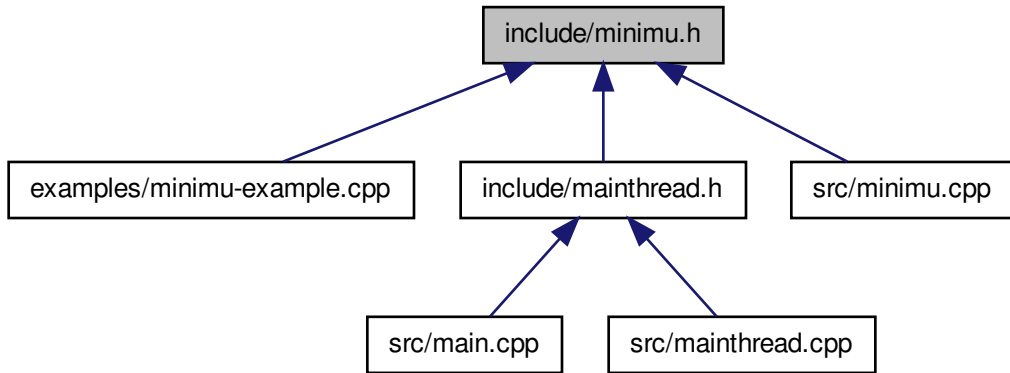 include/minimu.h
examples/minimu-example.cpp
include/mainthread.h
src/minimu.cpp
src/main.cpp
src/mainthread.cpp